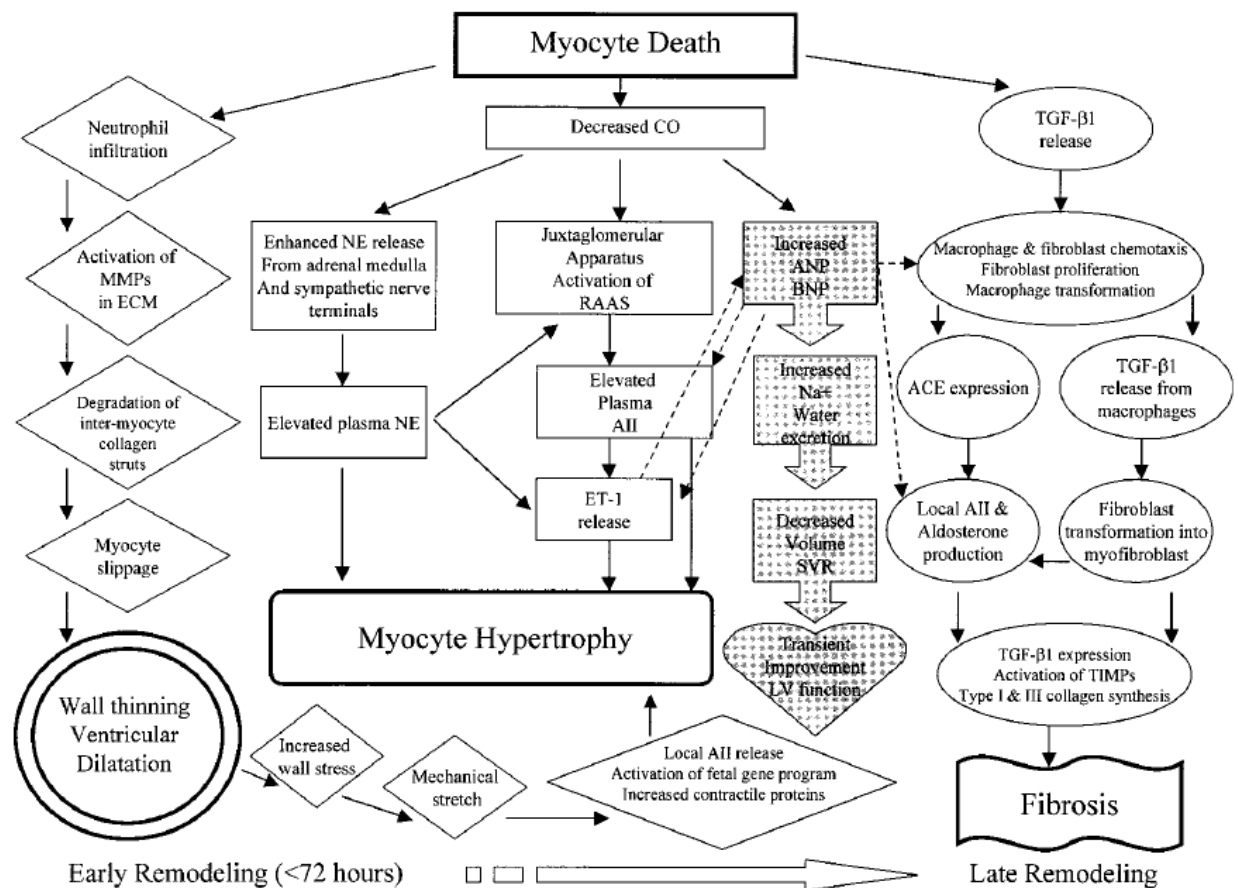 Myocyte Death
Neutrophil
infiltration
Decreased CO
TGF-β1
release
Activation of
MMPs
in ECM
Enhanced NE release
From adrenal medulla
And sympathetic nerve
terminals
Juxtaglomerular
Apparatus
Activation of
RAAS
Increased
ANP
BNP
Macrophage & fibroblast chemotaxis
Fibroblast proliferation
Macrophage transformation
Degradation of
inter-myocyte
collagen
struts
Elevated plasma NE
Elevated
Plasma
AII
Increased
Na+
Water
excretion
ACE expression
TGF-β1
release from
macrophages
Myocyte
slippage
ET-1
release
Decreased
Volume
SVR
Local AII &
Aldosterone
production
Fibroblast
transformation into
myofibroblast
Myocyte Hypertrophy
Transient
Improvement
LV function
TGF-β1 expression
Activation of TIMPs
Type I & III collagen synthesis
Wall thinning
Ventricular
Dilatation
Increased
wall stress
Mechanical
stretch
Local AII release
Activation of fetal gene program
Increased contractile proteins
Fibrosis
Early Remodeling (<72 hours)
Late Remodeling